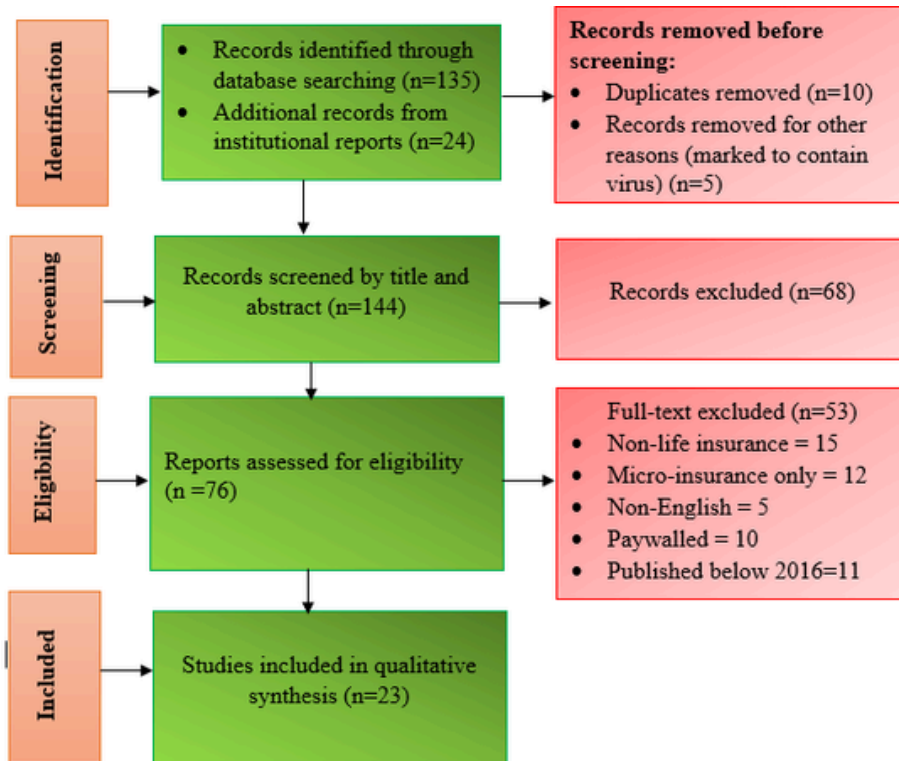 Identification
• Records identified through
database searching (n=135)
• Additional records from
institutional reports (n=24)
Records removed before
screening:
• Duplicates removed (n=10)
• Records removed for other
reasons (marked to contain
virus) (n=5)
Screening
Records screened by title and
abstract (n=144)
Records excluded (n=68)
Eligibility
Reports assessed for eligibility
(n =76)
Full-text excluded (n=53)
• Non-life insurance = 15
• Micro-insurance only = 12
• Non-English = 5
• Paywalled = 10
• Published below 2016=11
Included
Studies included in qualitative
synthesis (n=23)